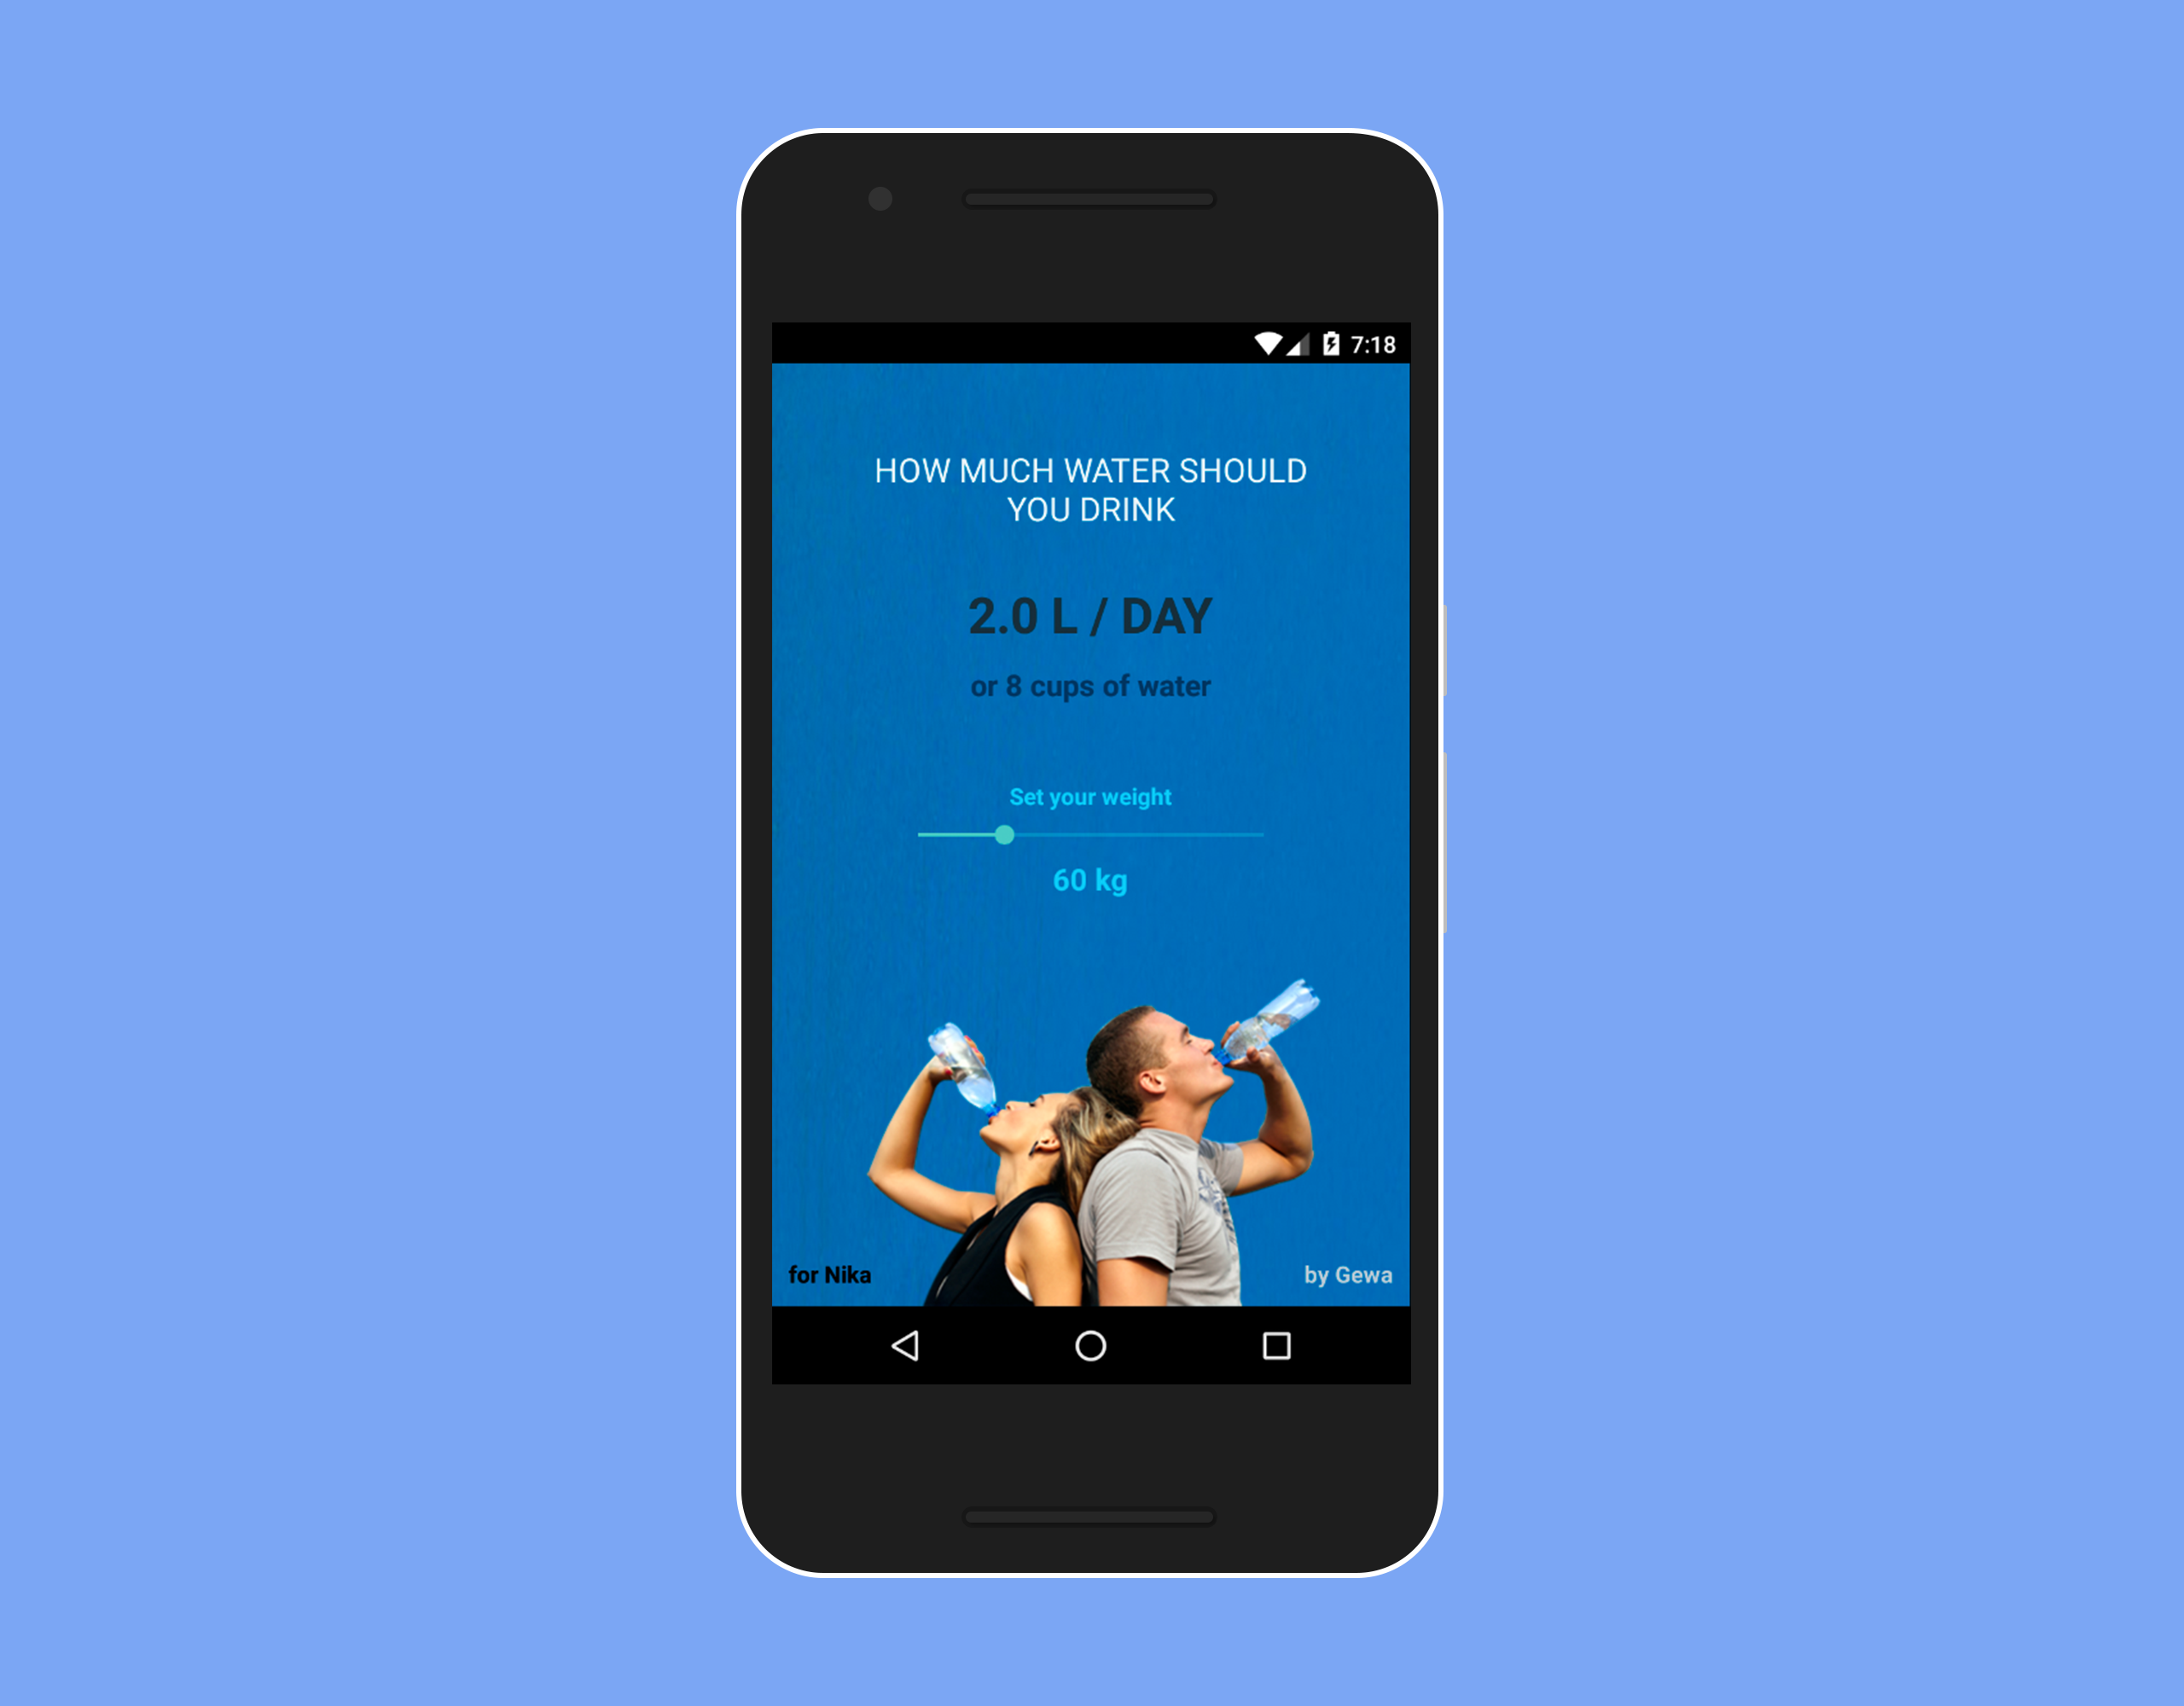 7:18
HOW MUCH WATER SHOULD
YOU DRINK
2.0 L / DAY
or 8 cups of water
Set your weight
60 kg
for Nika
by Gewa